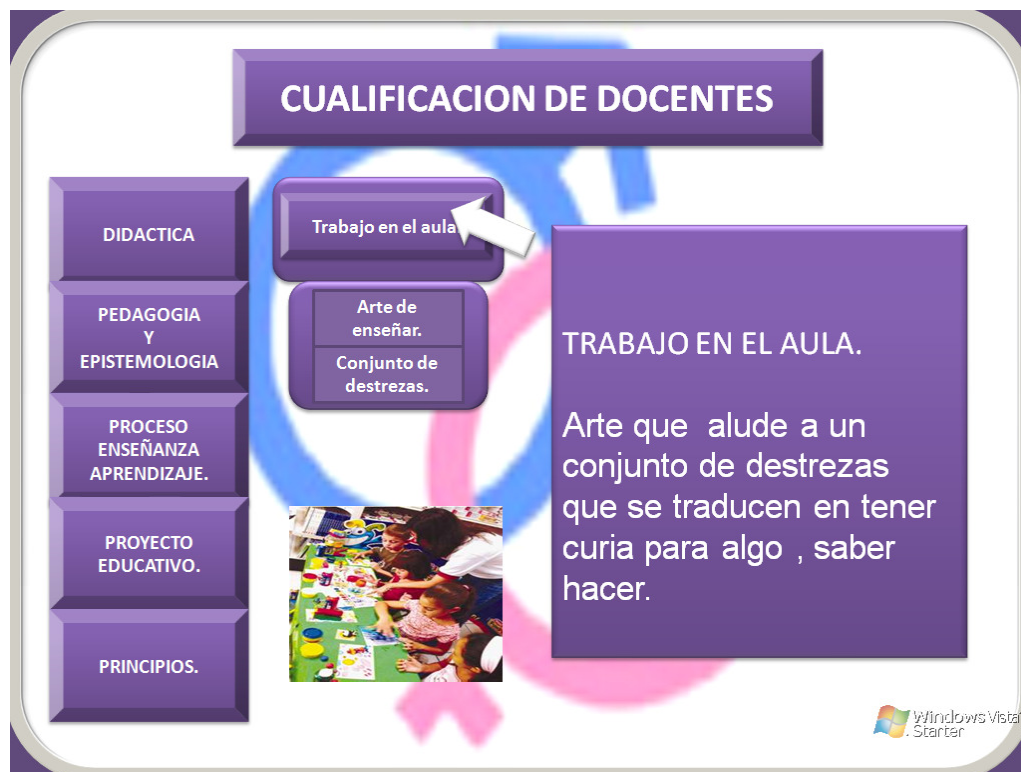 CUALIFICACION DE DOCENTES
DIDACTICA
PEDAGOGIA
Y
EPISTEMOLOGIA
PROCESO
ENSEÑANZA
APRENDIZAJE.
PROYECTO
EDUCATIVO.
PRINCIPIOS.
Trabajo en el aula.
Arte de
enseñar.
Conjunto de
destrezas.
TRABAJO EN EL AULA.
Arte que alude a un
conjunto de destrezas
que se traducen en tener
curia para algo , saber
hacer.
Windows Vista
Starter